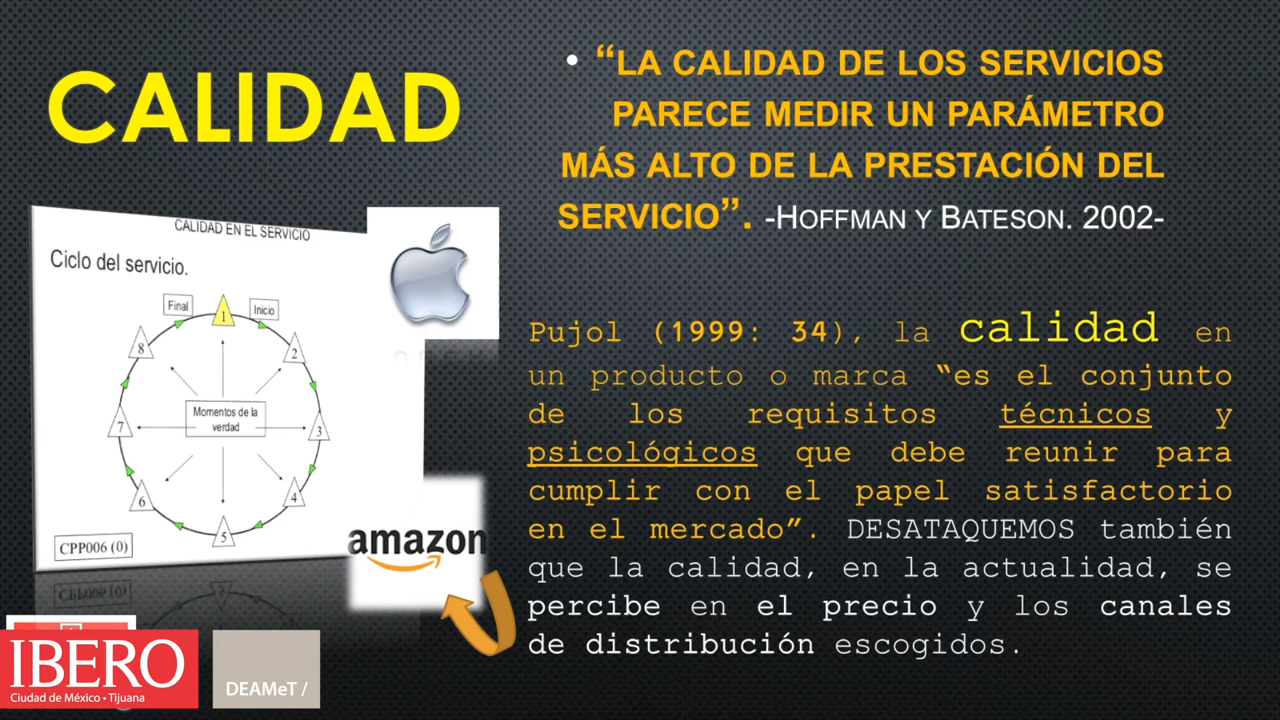 CALIDAD
• “LA CALIDAD DE LOS SERVICIOS
PARECE MEDIR UN PARÁMETRO
MÁS ALTO DE LA PRESTACIÓN DEL
SERVICIO”. -HOFFMAN Y BATESON. 2002-
CALIDAD EN EL SERVICIO
Ciclo del servicio.
Final
Inicio
1
2
3
4
5
6
7
8
Momentos de la
verdad
CPP006 (0)
amazon
Pujol (1999: 34), la calidad en
un producto o marca “es el conjunto
de los requisitos técnicos y
psicológicos que debe reunir para
cumplir con el papel satisfactorio
en el mercado”. DESATAQUEMOS también
que la calidad, en la actualidad, se
percibe en el precio y los canales
de distribución escogidos.
IBERO
Ciudad de México • Tijuana
DEAMeT /